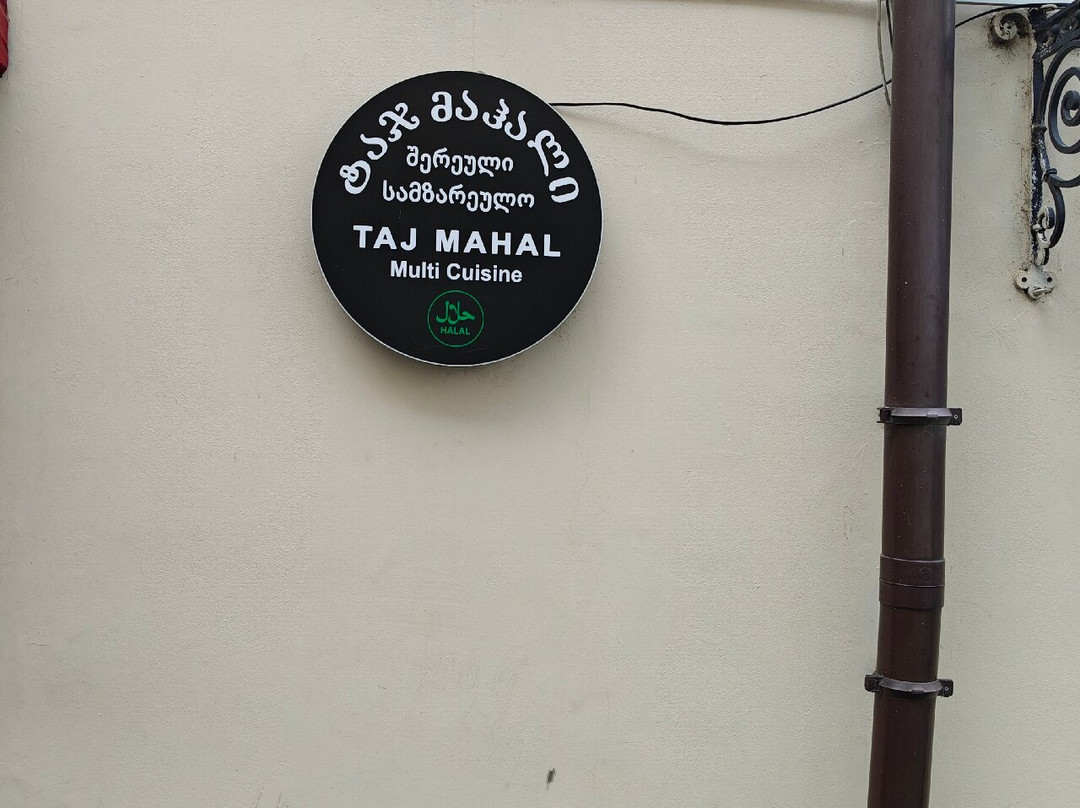 ტაჯ მაჰალი
შერეული
სამზარეულო
TAJ MAHAL
Multi Cuisine
حلال
HALAL